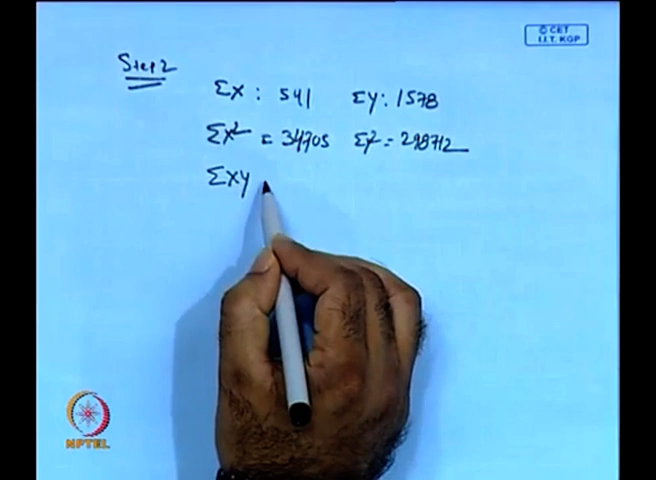 © CET
I.I.T. KGP
Step 2
ΣX : 541 ΣY : 1578
ΣX² = 34705 ΣY² = 298712
ΣXY
NPTEL